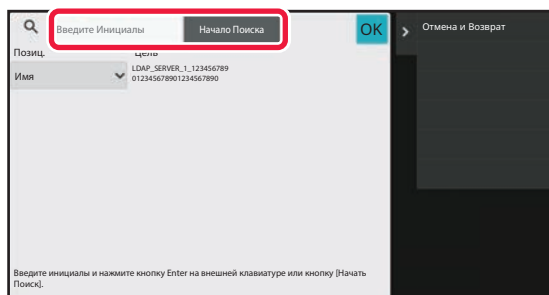 Введите Инициалы Начало Поиска OK Отмена и Возврат
Позиц. Цель
Имя LDAP_SERVER_1_123456789
012345678901234567890
Введите инициалы и нажмите кнопку Enter на внешней клавиатуре или кнопку [Начать
Поиск].